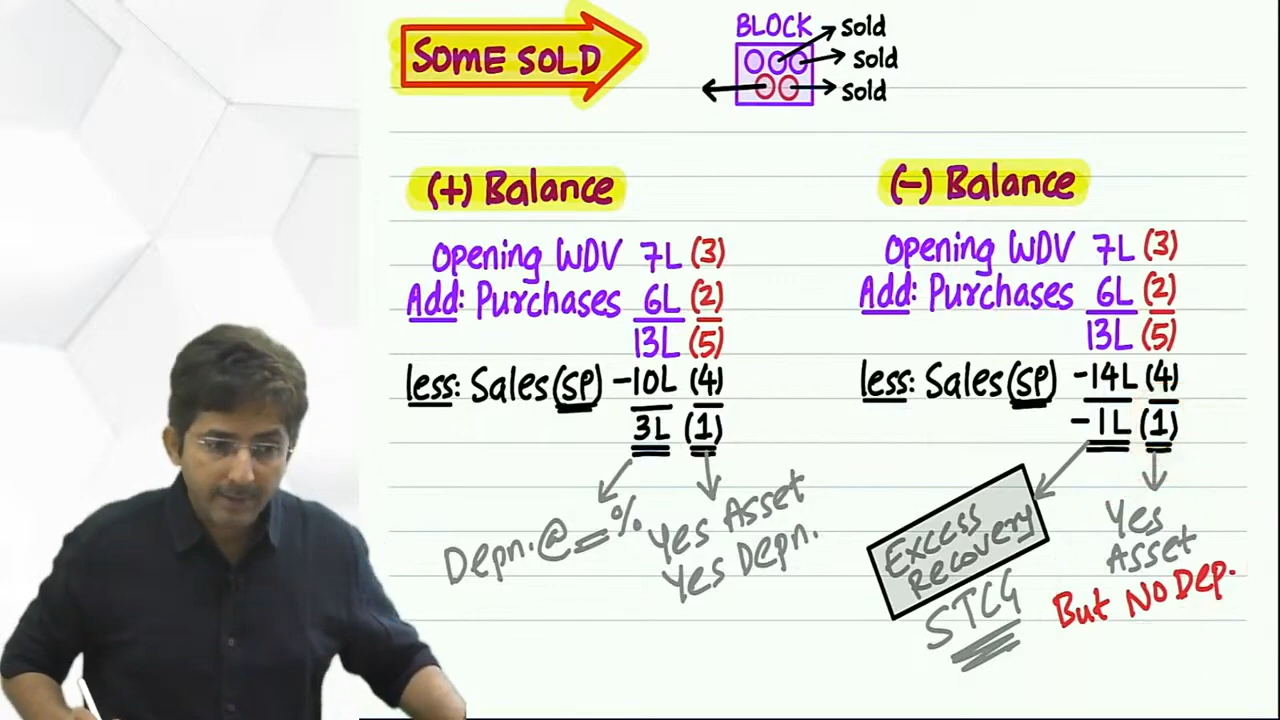 SOME SOLD
BLOCK
sold
sold
sold
(+) Balance
Opening WDV 7L (3)
Add: Purchases 6L (2)
13L (5)
less: Sales (SP) -10L (4)
3L (1)
Depn.@=%
Yes Asset
Yes Depn.
(-) Balance
Opening WDV 7L (3)
Add: Purchases 6L (2)
13L (5)
less: Sales (SP) -14L (4)
-1L (1)
Excess
Recovery
STCG
Yes
Asset
But No Dep.